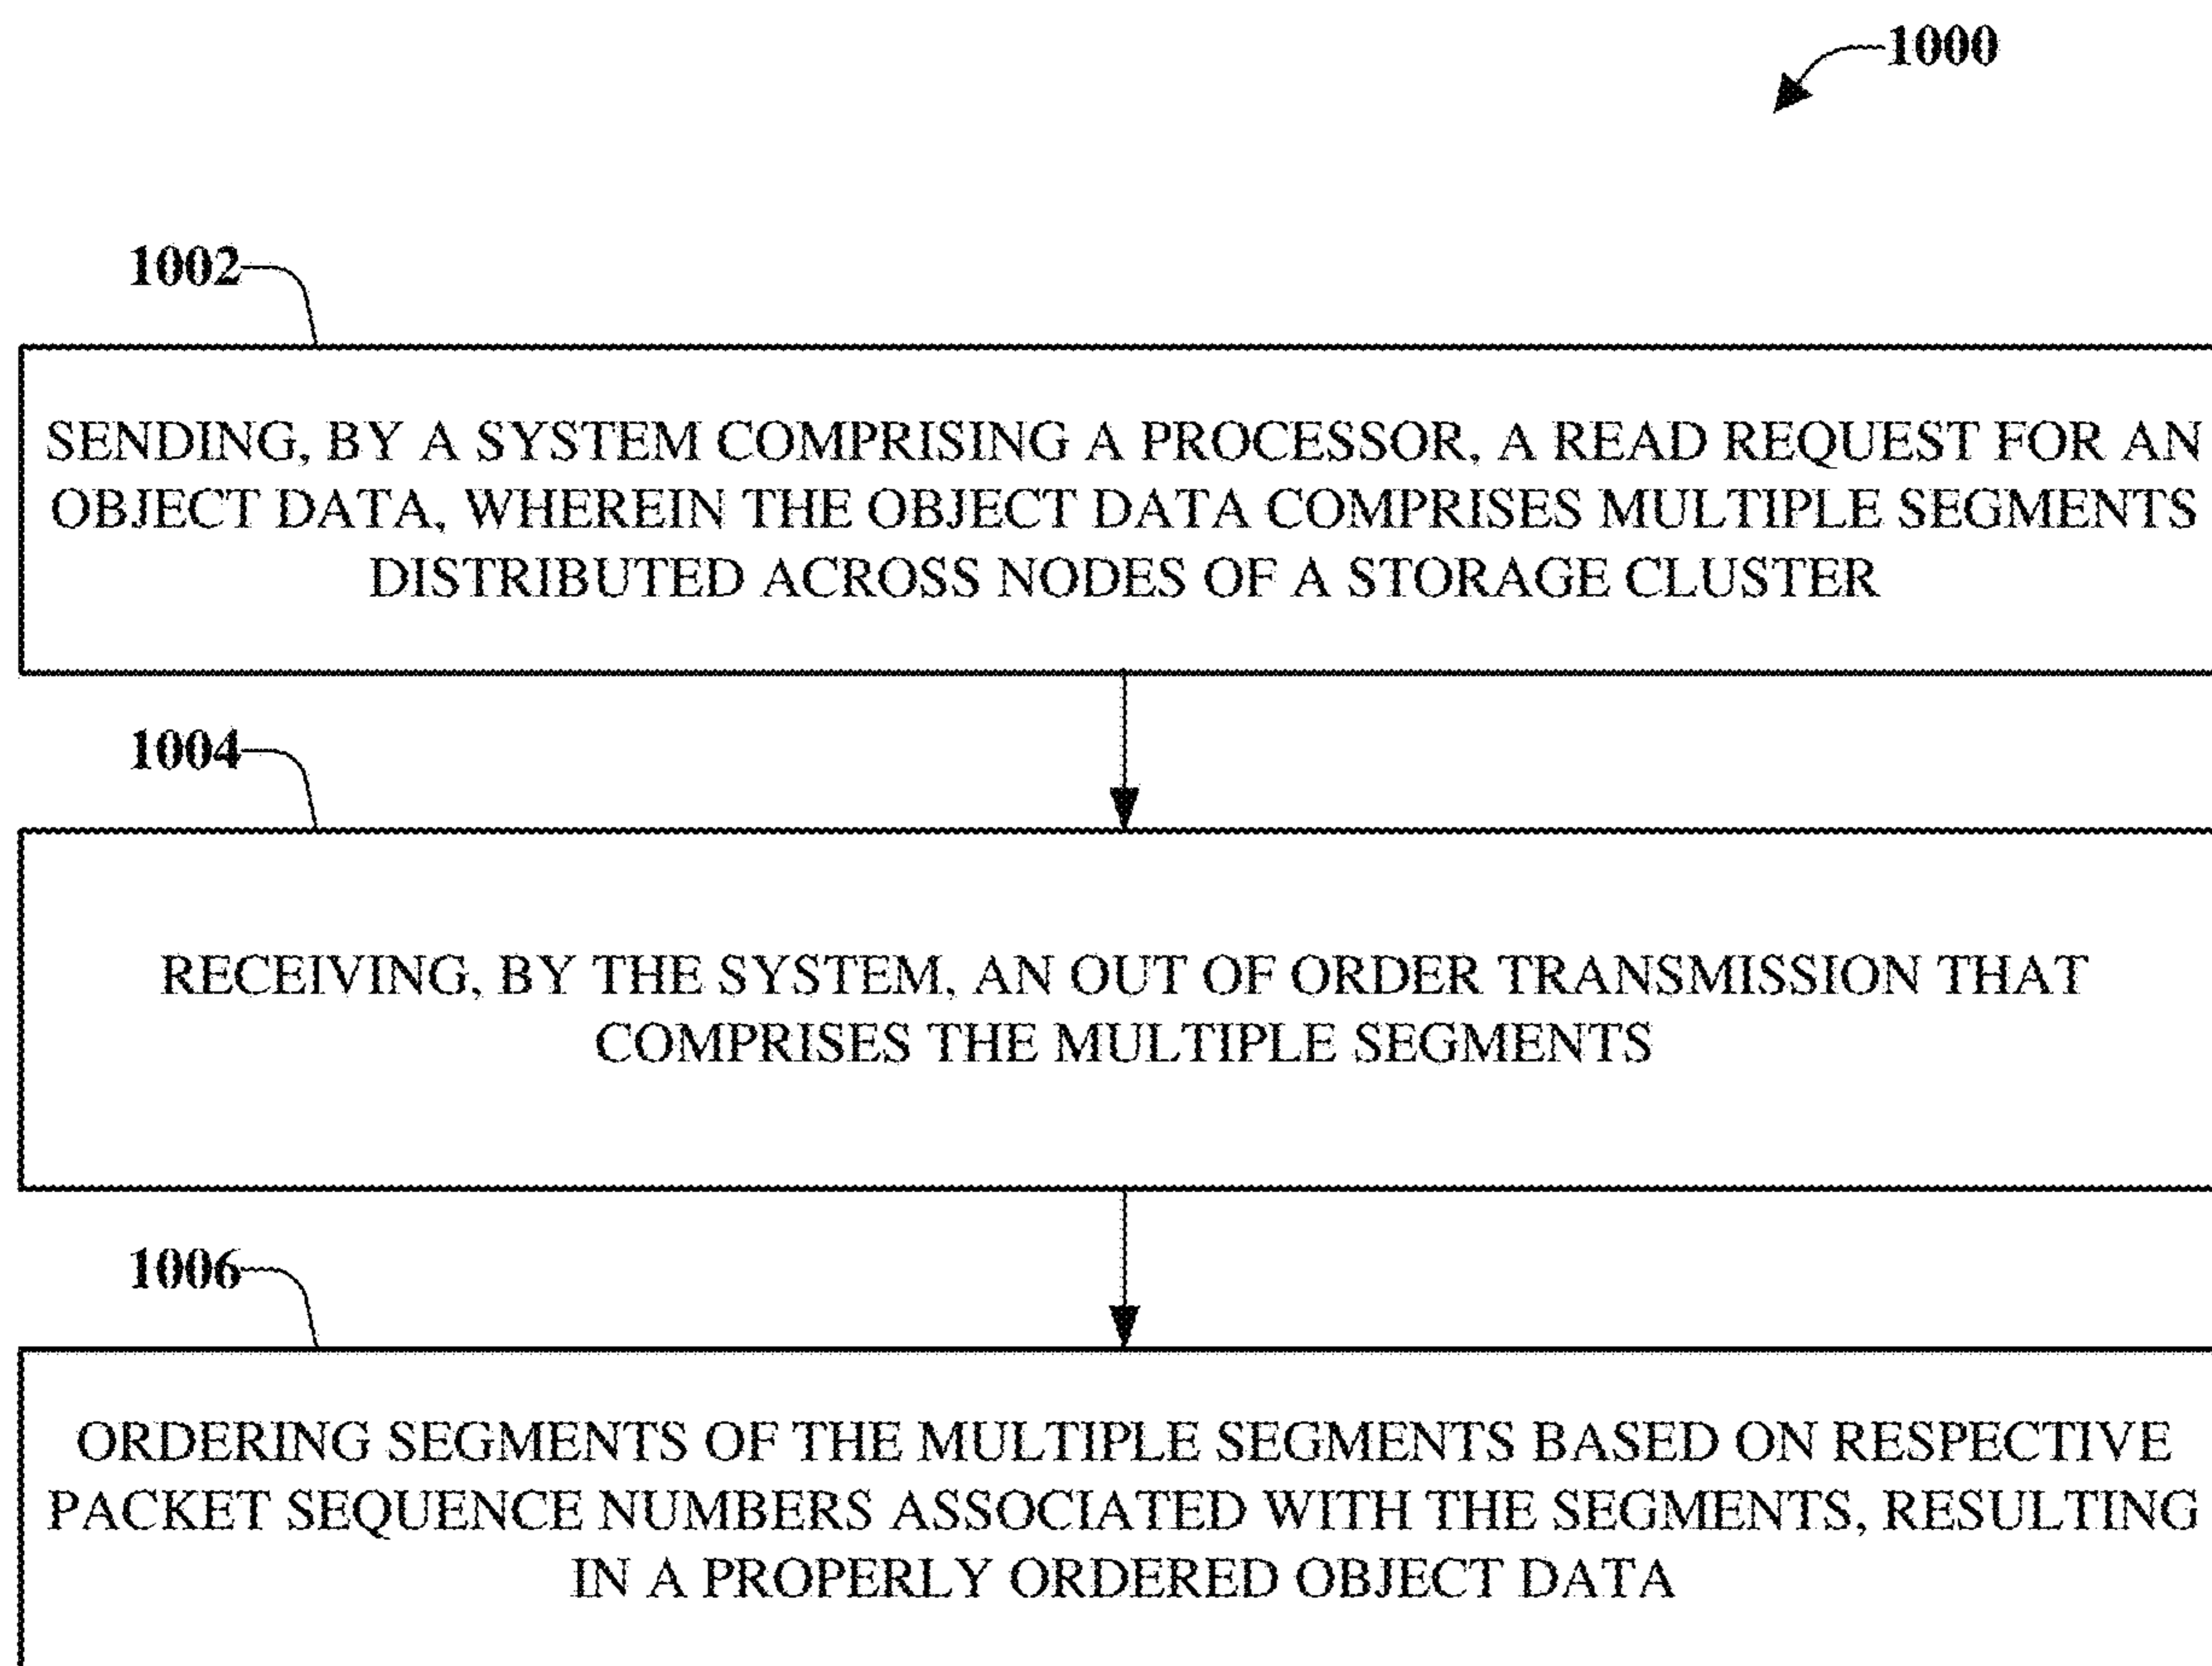 1000
1002
SENDING, BY A SYSTEM COMPRISING A PROCESSOR, A READ REQUEST FOR AN
OBJECT DATA, WHEREIN THE OBJECT DATA COMPRISES MULTIPLE SEGMENTS
DISTRIBUTED ACROSS NODES OF A STORAGE CLUSTER
1004
RECEIVING, BY THE SYSTEM, AN OUT OF ORDER TRANSMISSION THAT
COMPRISES THE MULTIPLE SEGMENTS
1006
ORDERING SEGMENTS OF THE MULTIPLE SEGMENTS BASED ON RESPECTIVE
PACKET SEQUENCE NUMBERS ASSOCIATED WITH THE SEGMENTS, RESULTING
IN A PROPERLY ORDERED OBJECT DATA